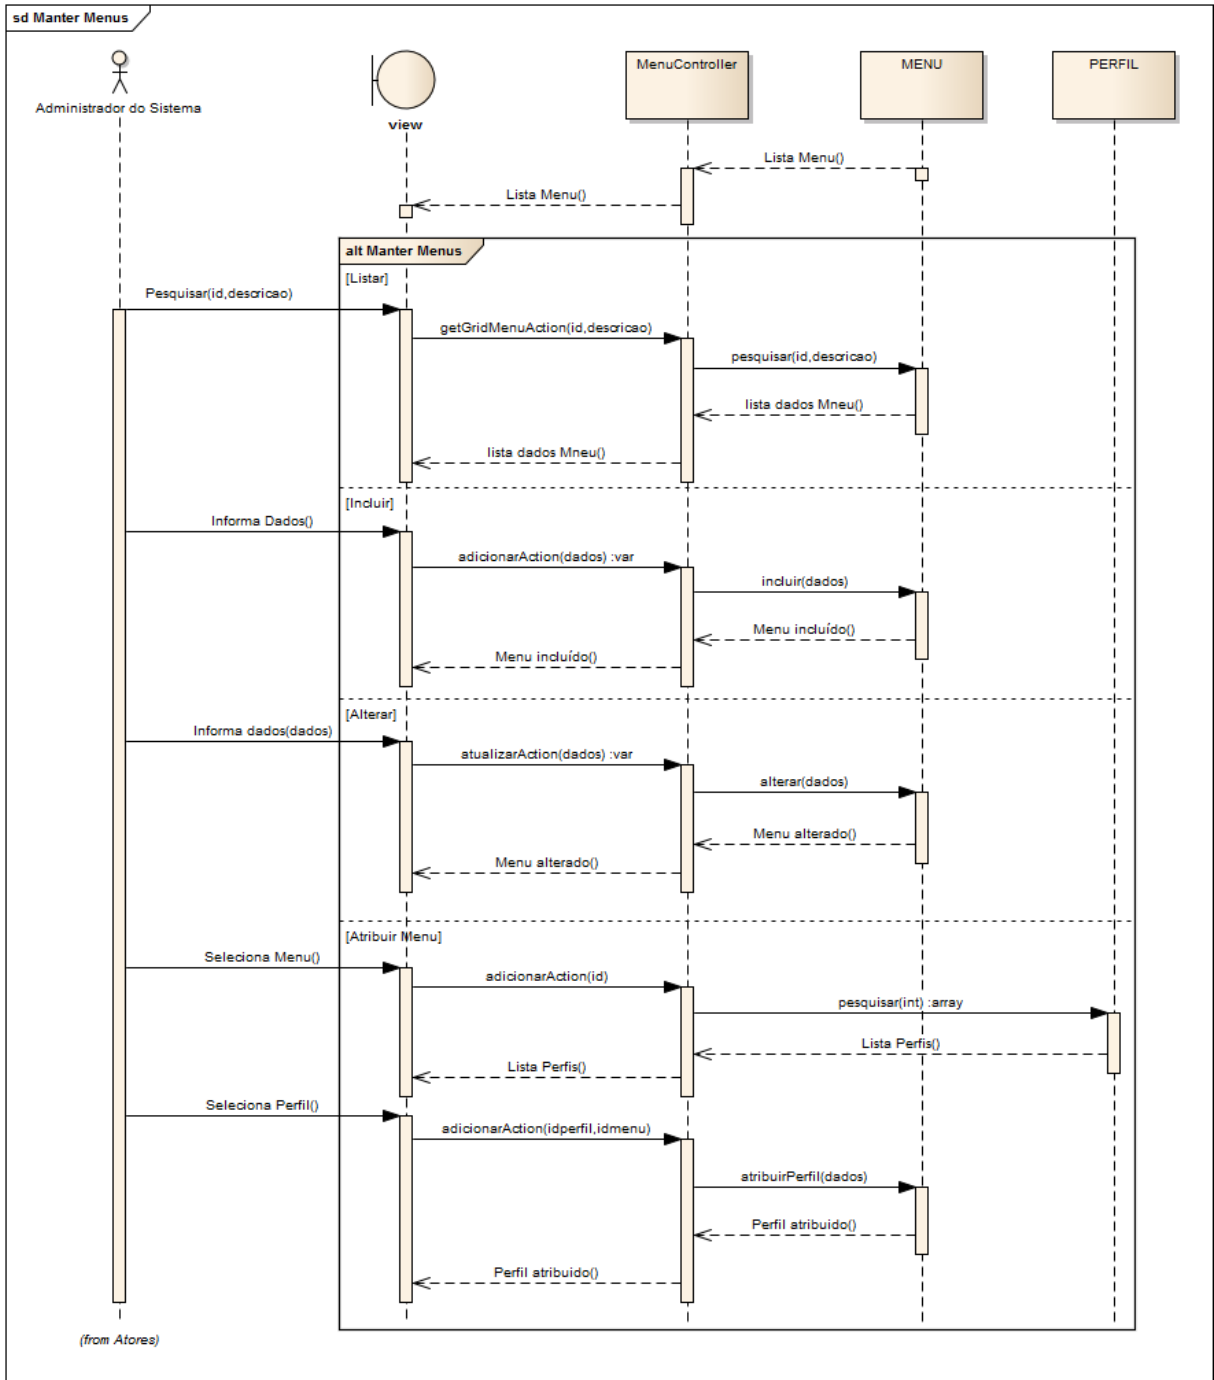 sd Manter Menus
Administrador do Sistema
view
MenuController
MENU
PERFIL
Lista Menu()
Lista Menu()
alt Manter Menus
[Listar]
Pesquisar(id,descricao)
getGridMenuAction(id,descricao)
pesquisar(id,descricao)
lista dados Mneu()
lista dados Mneu()
[Incluir]
Informa Dados()
adicionarAction(dados) :var
incluir(dados)
Menu incluído()
Menu incluído()
[Alterar]
Informa dados(dados)
atualizarAction(dados) :var
alterar(dados)
Menu alterado()
Menu alterado()
[Atribuir Menu]
Seleciona Menu()
adicionarAction(id)
pesquisar(int) :array
Lista Perfis()
Lista Perfis()
Seleciona Perfil()
adicionarAction(idperfil,idmenu)
atribuirPerfil(dados)
Perfil atribuido()
Perfil atribuido()
(from Atores)